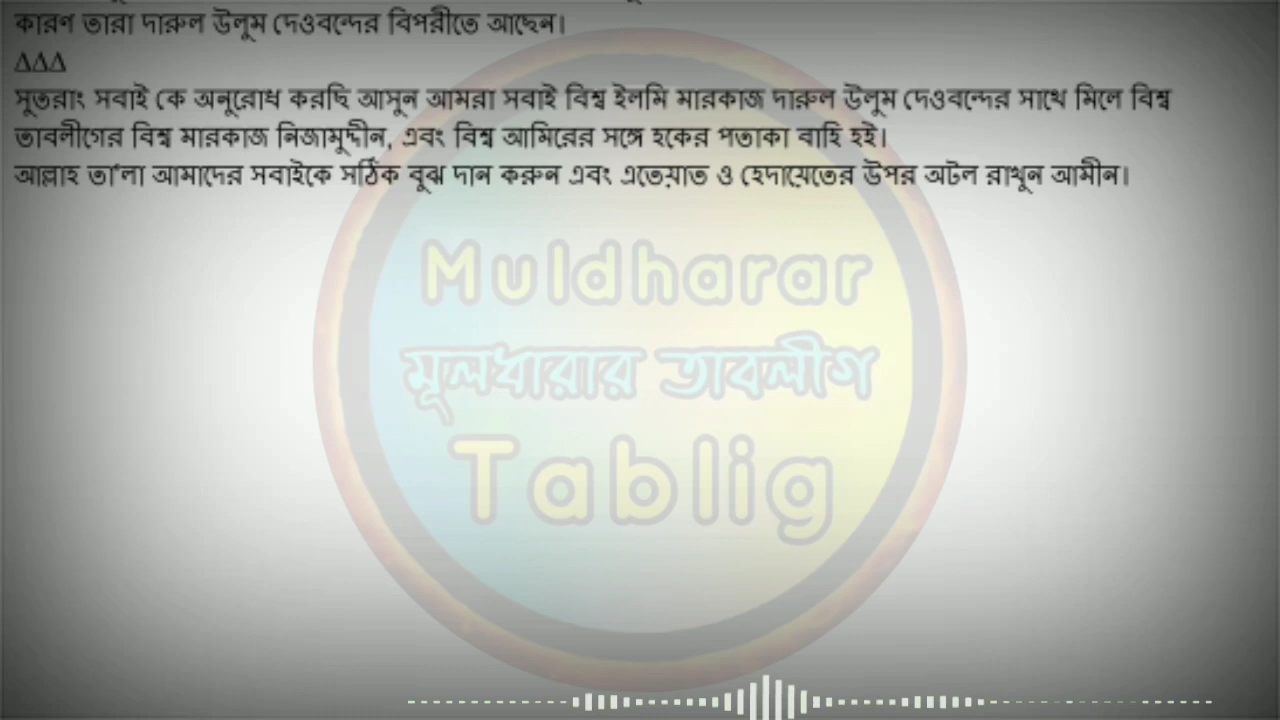 কারণ তারা দারুল উলুম দেওবন্দের বিপরীতে আছেন।
ΔΔΔ
সুতরাং সবাই কে অনুরোধ করছি আসুন আমরা সবাই বিশ্ব ইলমি মারকাজ দারুল উলুম দেওবন্দের সাথে মিলে বিশ্ব
তাবলীগের বিশ্ব মারকাজ নিজামুদ্দীন, এবং বিশ্ব আমিরের সঙ্গে হকের পতাকা বাহি হই।
আল্লাহ তা'লা আমাদের সবাইকে সঠিক বুঝ দান করুন এবং এতেয়াত ও হেদায়েতের উপর অটল রাখুন আমীন।
Muldharar
মূলধারার তাবলীগ
Tablig